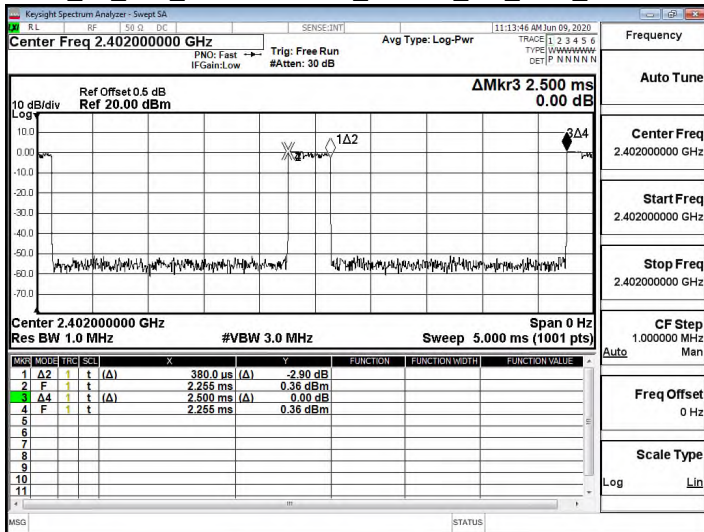 Keysight Spectrum Analyzer - Swept SA
RL RF 50 Ω DC SENSE:INT 11:13:46 AM Jun 09, 2020
Center Freq 2.402000000 GHz
PNO: Fast
IFGain:Low
Trig: Free Run
#Atten: 30 dB
Avg Type: Log-Pwr
TRACE 1 2 3 4 5 6
TYPE WWWWWW
DET P N N N N N
Ref Offset 0.5 dB
10 dB/div Ref 20.00 dBm
ΔMkr3 2.500 ms
0.00 dB
Log
10.0
0.00
-10.0
-20.0
-30.0
-40.0
-50.0
-60.0
-70.0
1Δ2
3Δ4
Center 2.402000000 GHz Span 0 Hz
Res BW 1.0 MHz #VBW 3.0 MHz Sweep 5.000 ms (1001 pts)
MKR MODE TRC SCL X Y FUNCTION FUNCTION WIDTH FUNCTION VALUE
1 Δ2 1 t (Δ) 380.0 us (Δ) -2.90 dB
2 F 1 t 2.255 ms 0.36 dBm
3 Δ4 1 t (Δ) 2.500 ms (Δ) 0.00 dB
4 F 1 t 2.255 ms 0.36 dBm
5
6
7
8
9
10
11
MSG STATUS
Frequency
Auto Tune
Center Freq
2.402000000 GHz
Start Freq
2.402000000 GHz
Stop Freq
2.402000000 GHz
CF Step
1.000000 MHz
Auto Man
Freq Offset
0 Hz
Scale Type
Log Lin